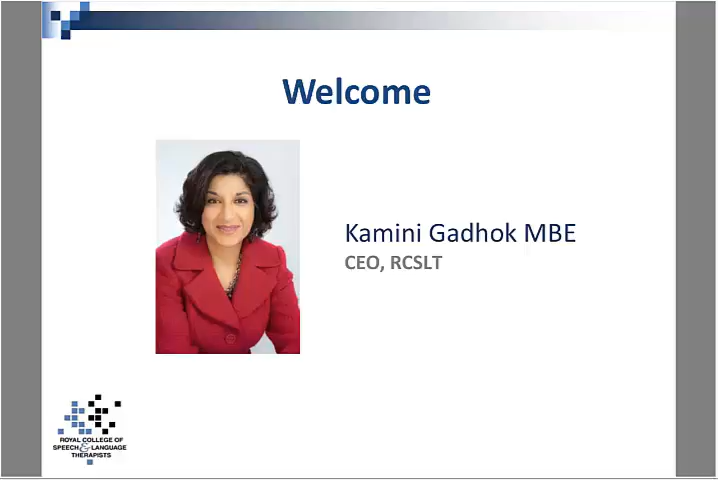 Welcome
Kamini Gadhok MBE
CEO, RCSLT
ROYAL COLLEGE OF
SPEECH & LANGUAGE
THERAPISTS